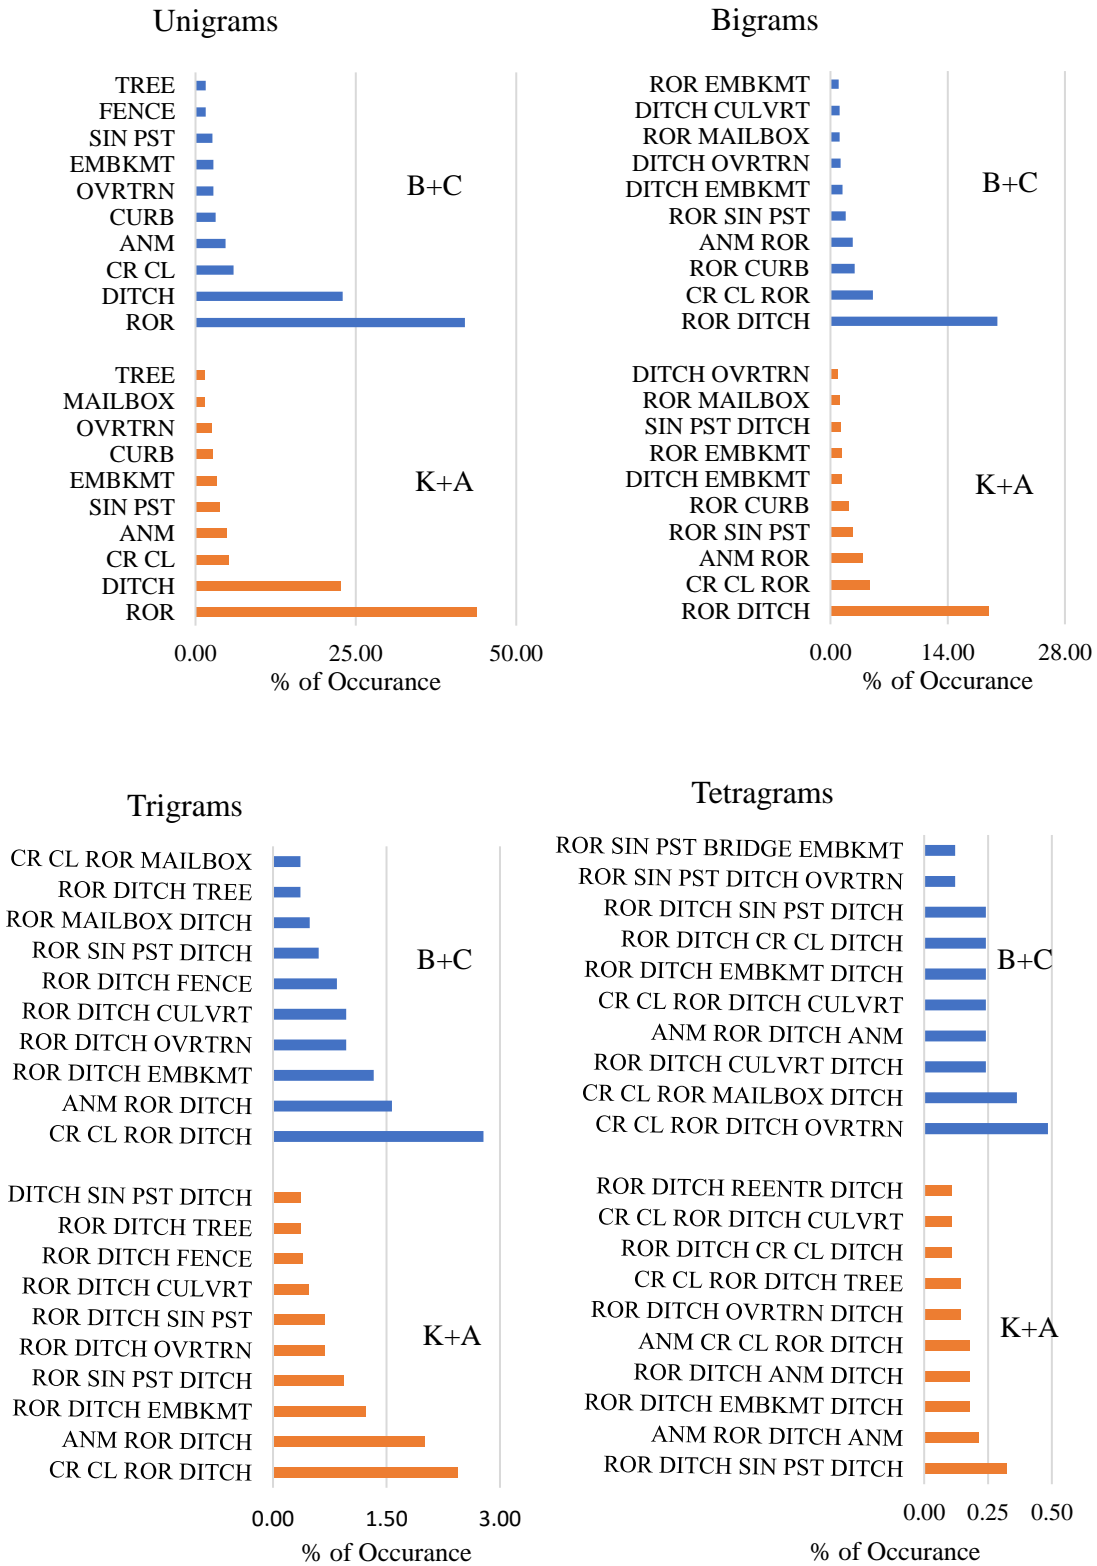 Unigrams
TREE
FENCE
SIN PST
EMBKMT
OVRTRN
CURB
ANM
CR CL
DITCH
ROR
B+C
TREE
MAILBOX
OVRTRN
CURB
EMBKMT
SIN PST
ANM
CR CL
DITCH
ROR
K+A
0.00 25.00 50.00
% of Occurance
Bigrams
ROR EMBKMT
DITCH CULVRT
ROR MAILBOX
DITCH OVRTRN
DITCH EMBKMT
ROR SIN PST
ANM ROR
ROR CURB
CR CL ROR
ROR DITCH
B+C
DITCH OVRTRN
ROR MAILBOX
SIN PST DITCH
ROR EMBKMT
DITCH EMBKMT
ROR CURB
ROR SIN PST
ANM ROR
CR CL ROR
ROR DITCH
K+A
0.00 14.00 28.00
% of Occurance
Trigrams
CR CL ROR MAILBOX
ROR DITCH TREE
ROR MAILBOX DITCH
ROR SIN PST DITCH
ROR DITCH FENCE
ROR DITCH CULVRT
ROR DITCH OVRTRN
ROR DITCH EMBKMT
ANM ROR DITCH
CR CL ROR DITCH
B+C
DITCH SIN PST DITCH
ROR DITCH TREE
ROR DITCH FENCE
ROR DITCH CULVRT
ROR DITCH SIN PST
ROR DITCH OVRTRN
ROR SIN PST DITCH
ROR DITCH EMBKMT
ANM ROR DITCH
CR CL ROR DITCH
K+A
0.00 1.50 3.00
% of Occurance
Tetragrams
ROR SIN PST BRIDGE EMBKMT
ROR SIN PST DITCH OVRTRN
ROR DITCH SIN PST DITCH
ROR DITCH CR CL DITCH
ROR DITCH EMBKMT DITCH
CR CL ROR DITCH CULVRT
ANM ROR DITCH ANM
ROR DITCH CULVRT DITCH
CR CL ROR MAILBOX DITCH
CR CL ROR DITCH OVRTRN
B+C
ROR DITCH REENTR DITCH
CR CL ROR DITCH CULVRT
ROR DITCH CR CL DITCH
CR CL ROR DITCH TREE
ROR DITCH OVRTRN DITCH
ANM CR CL ROR DITCH
ROR DITCH ANM DITCH
ROR DITCH EMBKMT DITCH
ANM ROR DITCH ANM
ROR DITCH SIN PST DITCH
K+A
0.00 0.25 0.50
% of Occurance